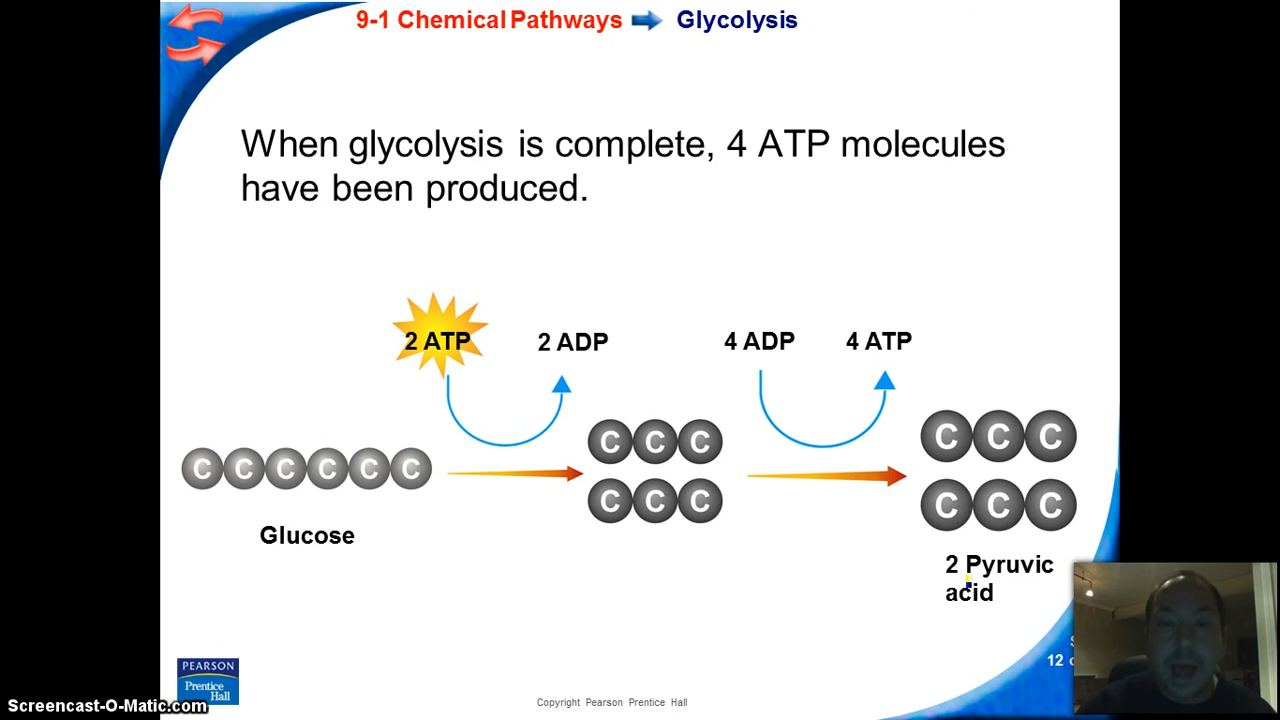 9-1 Chemical Pathways Glycolysis
When glycolysis is complete, 4 ATP molecules
have been produced.
2 ATP 2 ADP 4 ADP 4 ATP
C C C C C C
C C C
C C C
C C C
C C C
Glucose
2 Pyruvic
acid
12
PEARSON
Prentice
Hall
Copyright Pearson Prentice Hall
Screencast-O-Matic.com